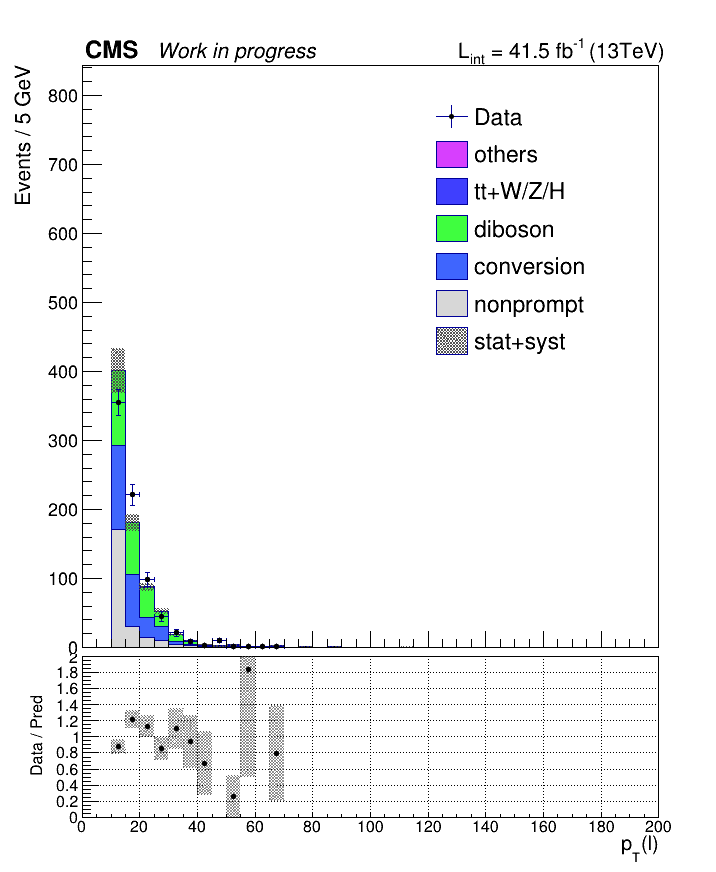 CMS Work in progress L_int = 41.5 fb^-1 (13TeV)
Events / 5 GeV
800
700
600
500
400
300
200
100
0
Data
others
tt+W/Z/H
diboson
conversion
nonprompt
stat+syst
Data / Pred
2
1.8
1.6
1.4
1.2
1
0.8
0.6
0.4
0.2
0
0 20 40 60 80 100 120 140 160 180 200
p_T(l)